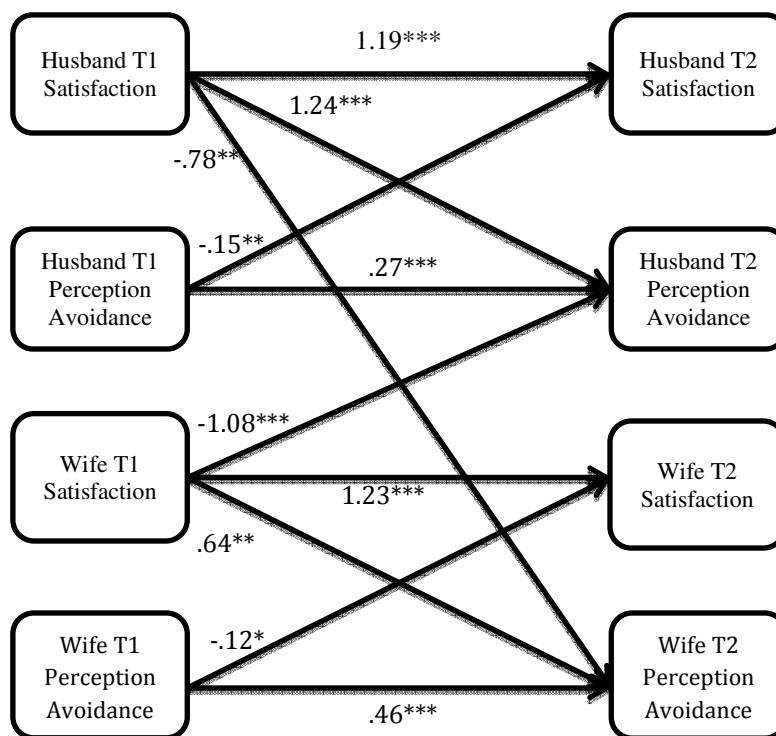 Husband T1
Satisfaction
1.19***
Husband T2
Satisfaction
1.24***
-.78**
Husband T1
Perception
Avoidance
-.15**
.27***
Husband T2
Perception
Avoidance
-1.08***
Wife T1
Satisfaction
1.23***
Wife T2
Satisfaction
.64**
Wife T1
Perception
Avoidance
-.12*
.46***
Wife T2
Perception
Avoidance